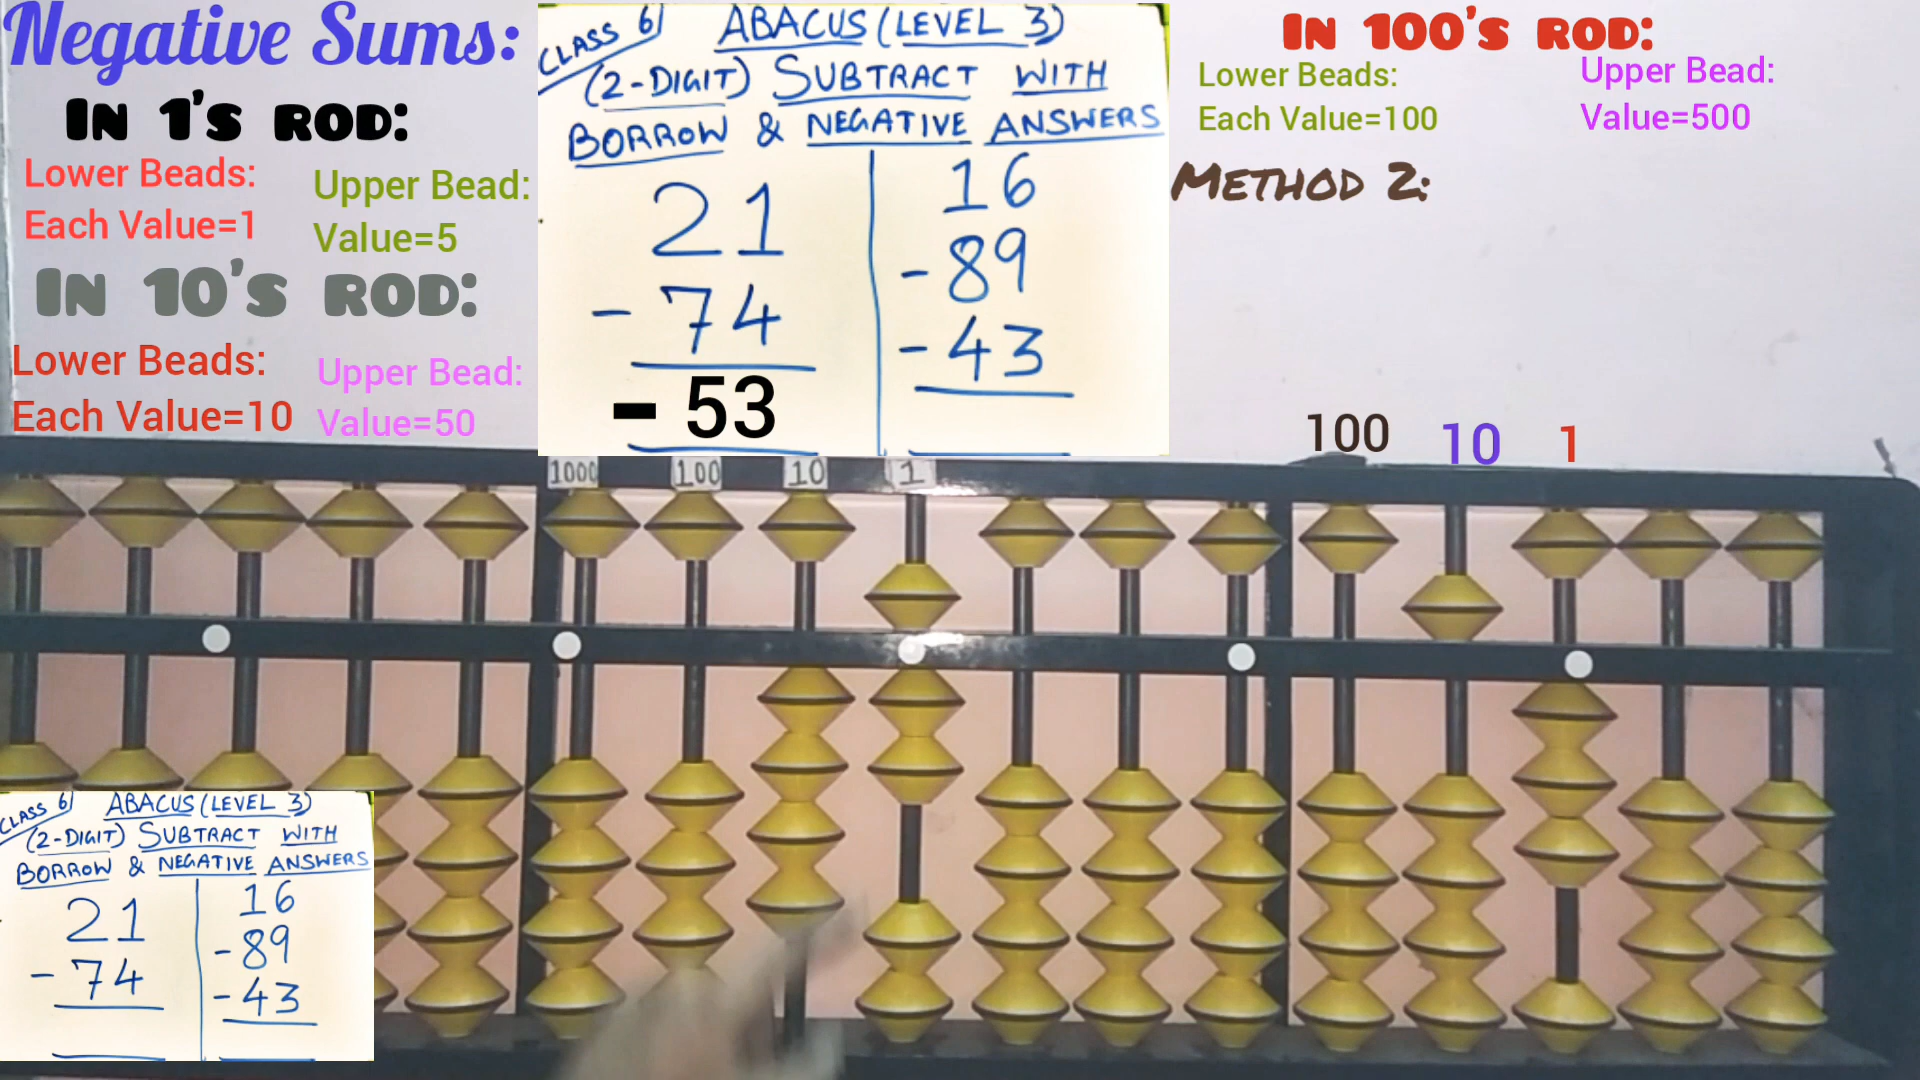 Negative Sums:
In 1's rod:
Lower Beads:
Each Value=1
Upper Bead:
Value=5
In 10's rod:
Lower Beads:
Each Value=10
Upper Bead:
Value=50
CLASS 6
ABACUS (LEVEL 3)
(2-DIGIT) SUBTRACT WITH
BORROW & NEGATIVE ANSWERS
21
- 74
- 53
16
- 89
- 43
In 100's rod:
Lower Beads:
Each Value=100
Upper Bead:
Value=500
Method 2:
100 10 1
1000 100 10 1
CLASS 6
ABACUS (LEVEL 3)
(2-DIGIT) SUBTRACT WITH
BORROW & NEGATIVE ANSWERS
21
- 74
16
- 89
- 43